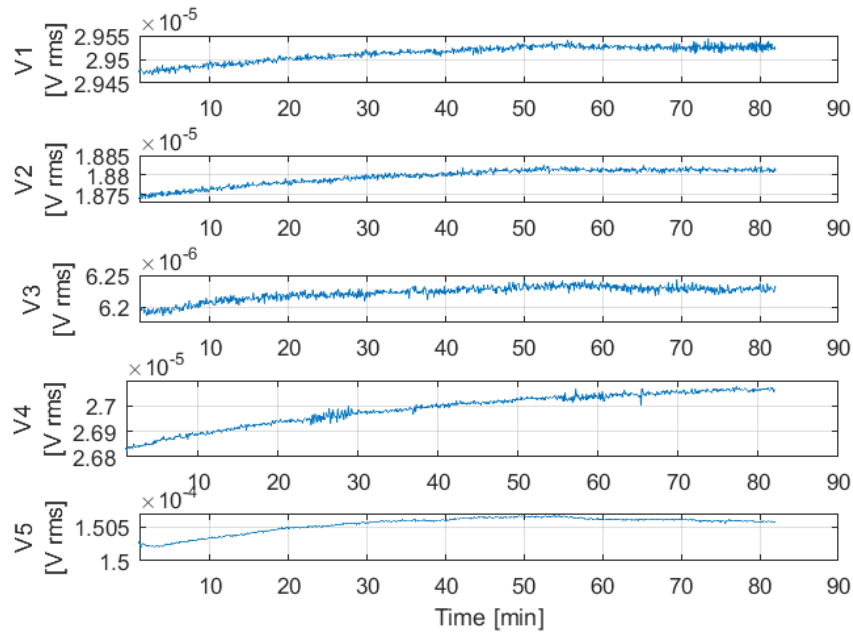 ×10⁻⁵
V1
[V rms]
2.955
2.95
2.945
10 20 30 40 50 60 70 80 90
×10⁻⁵
V2
[V rms]
1.885
1.88
1.875
10 20 30 40 50 60 70 80 90
×10⁻⁶
V3
[V rms]
6.25
6.2
10 20 30 40 50 60 70 80 90
×10⁻⁵
V4
[V rms]
2.7
2.69
2.68
10 20 30 40 50 60 70 80 90
×10⁻⁴
V5
[V rms]
1.505
1.5
10 20 30 40 50 60 70 80 90
Time [min]